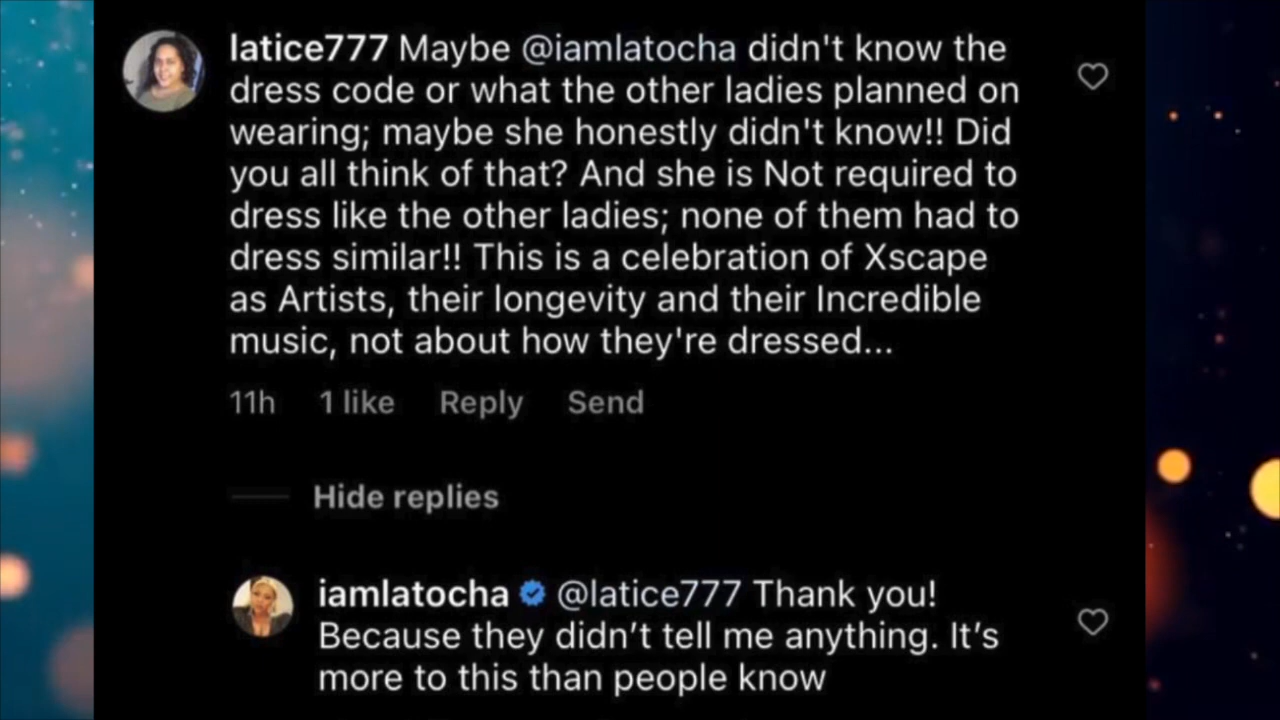 latice777 Maybe @iamlatocha didn't know the
dress code or what the other ladies planned on
wearing; maybe she honestly didn't know!! Did
you all think of that? And she is Not required to
dress like the other ladies; none of them had to
dress similar!! This is a celebration of Xscape
as Artists, their longevity and their Incredible
music, not about how they're dressed...
11h 1 like Reply Send
Hide replies
iamlatocha @latice777 Thank you!
Because they didn’t tell me anything. It’s
more to this than people know